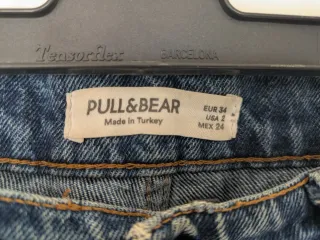 Tensorflex BARCELONA
PULL&BEAR
Made in Turkey
EUR 34
USA 2
MEX 24